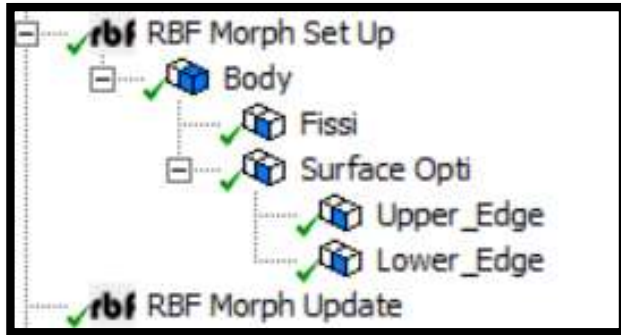 rbf RBF Morph Set Up
Body
Fissi
Surface Opti
Upper_Edge
Lower_Edge
rbf RBF Morph Update